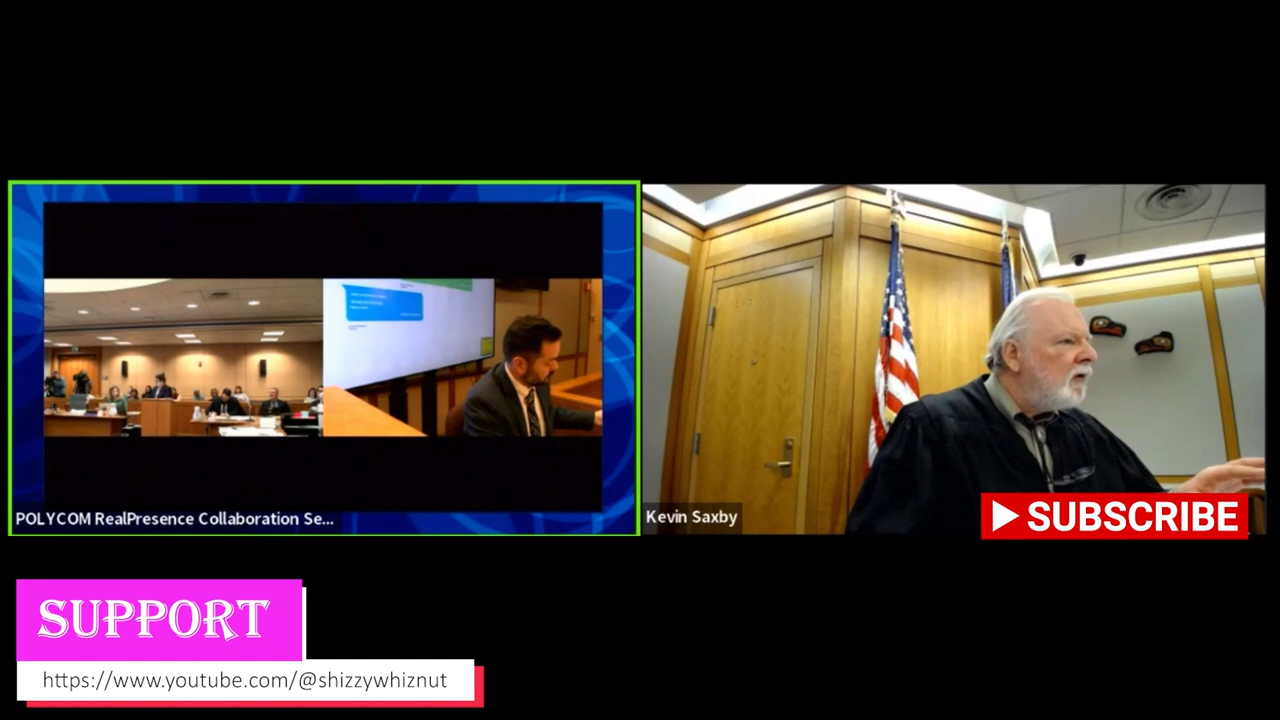 POLYCOM RealPresence Collaboration Se...
Kevin Saxby
SUBSCRIBE
SUPPORT
https://www.youtube.com/@shizzywhiznut